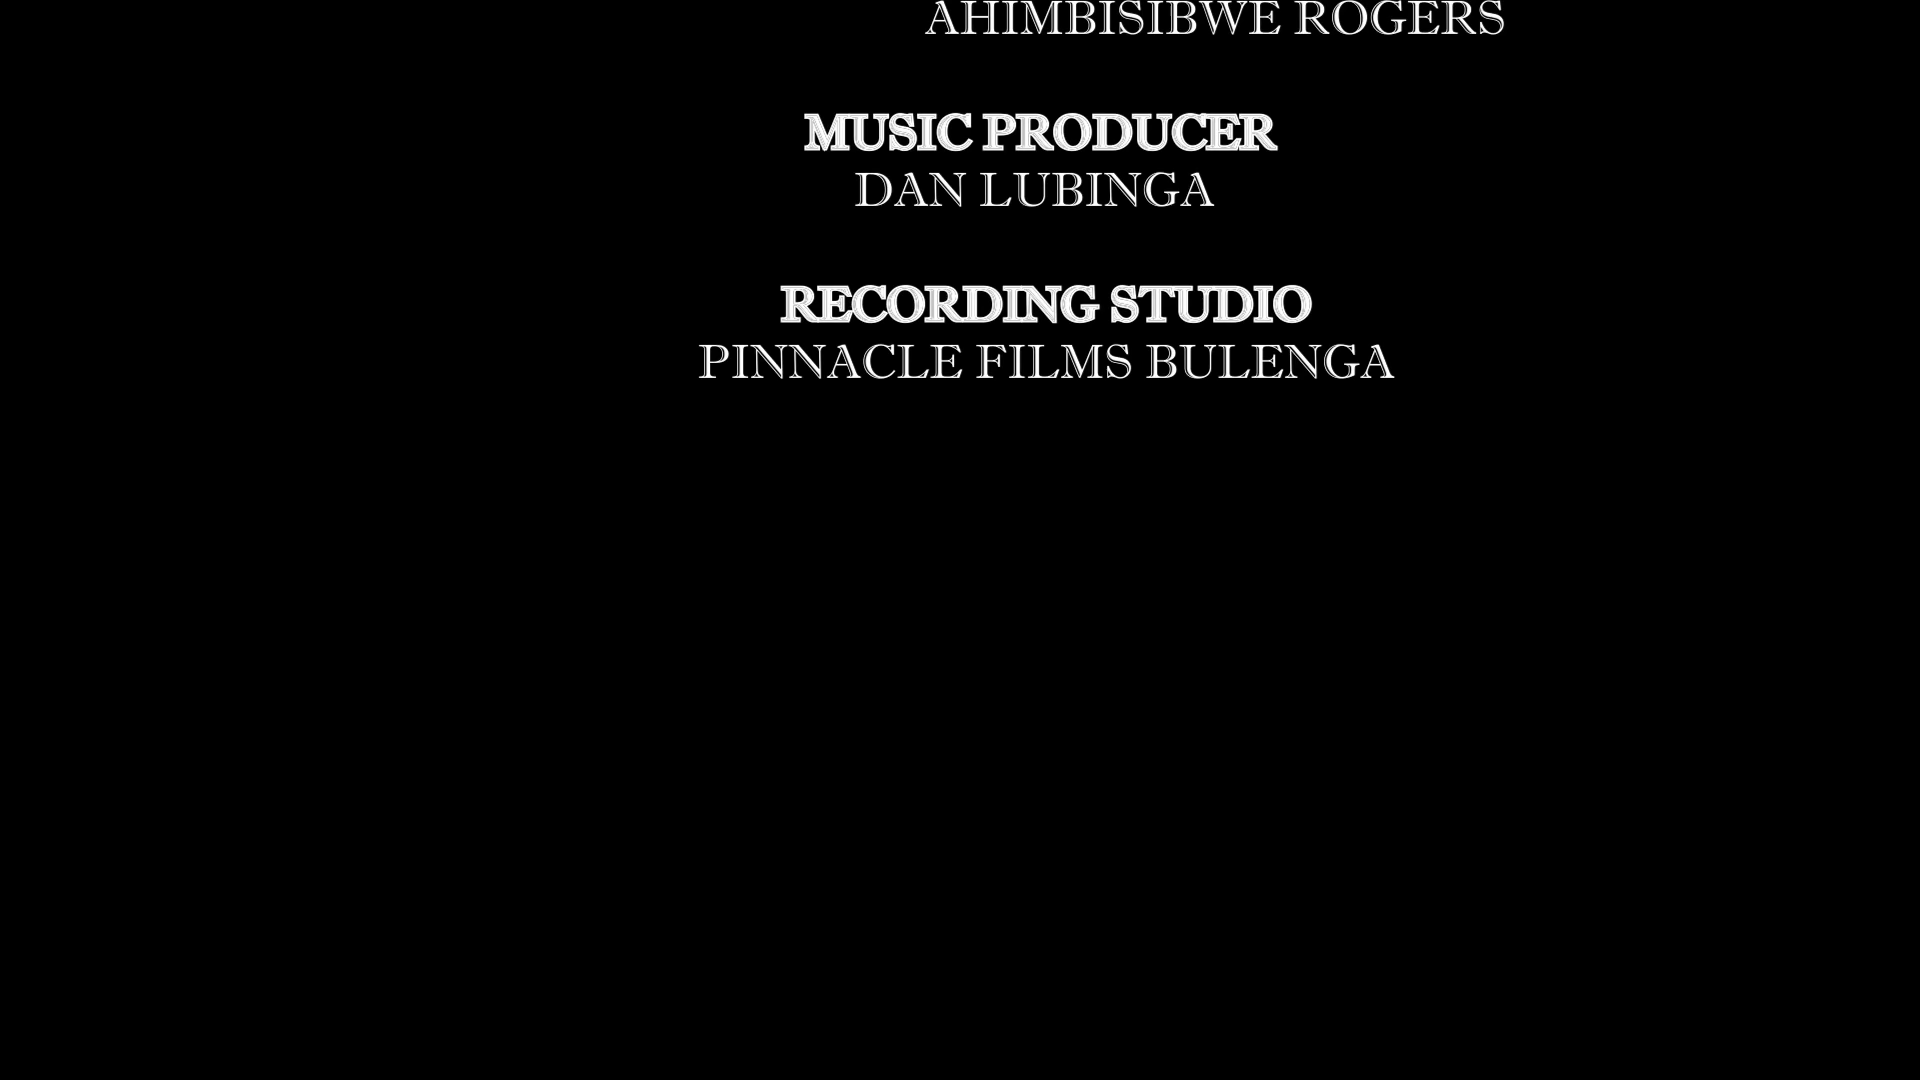 AHIMBISIBWE ROGERS
MUSIC PRODUCER
DAN LUBINGA
RECORDING STUDIO
PINNACLE FILMS BULENGA